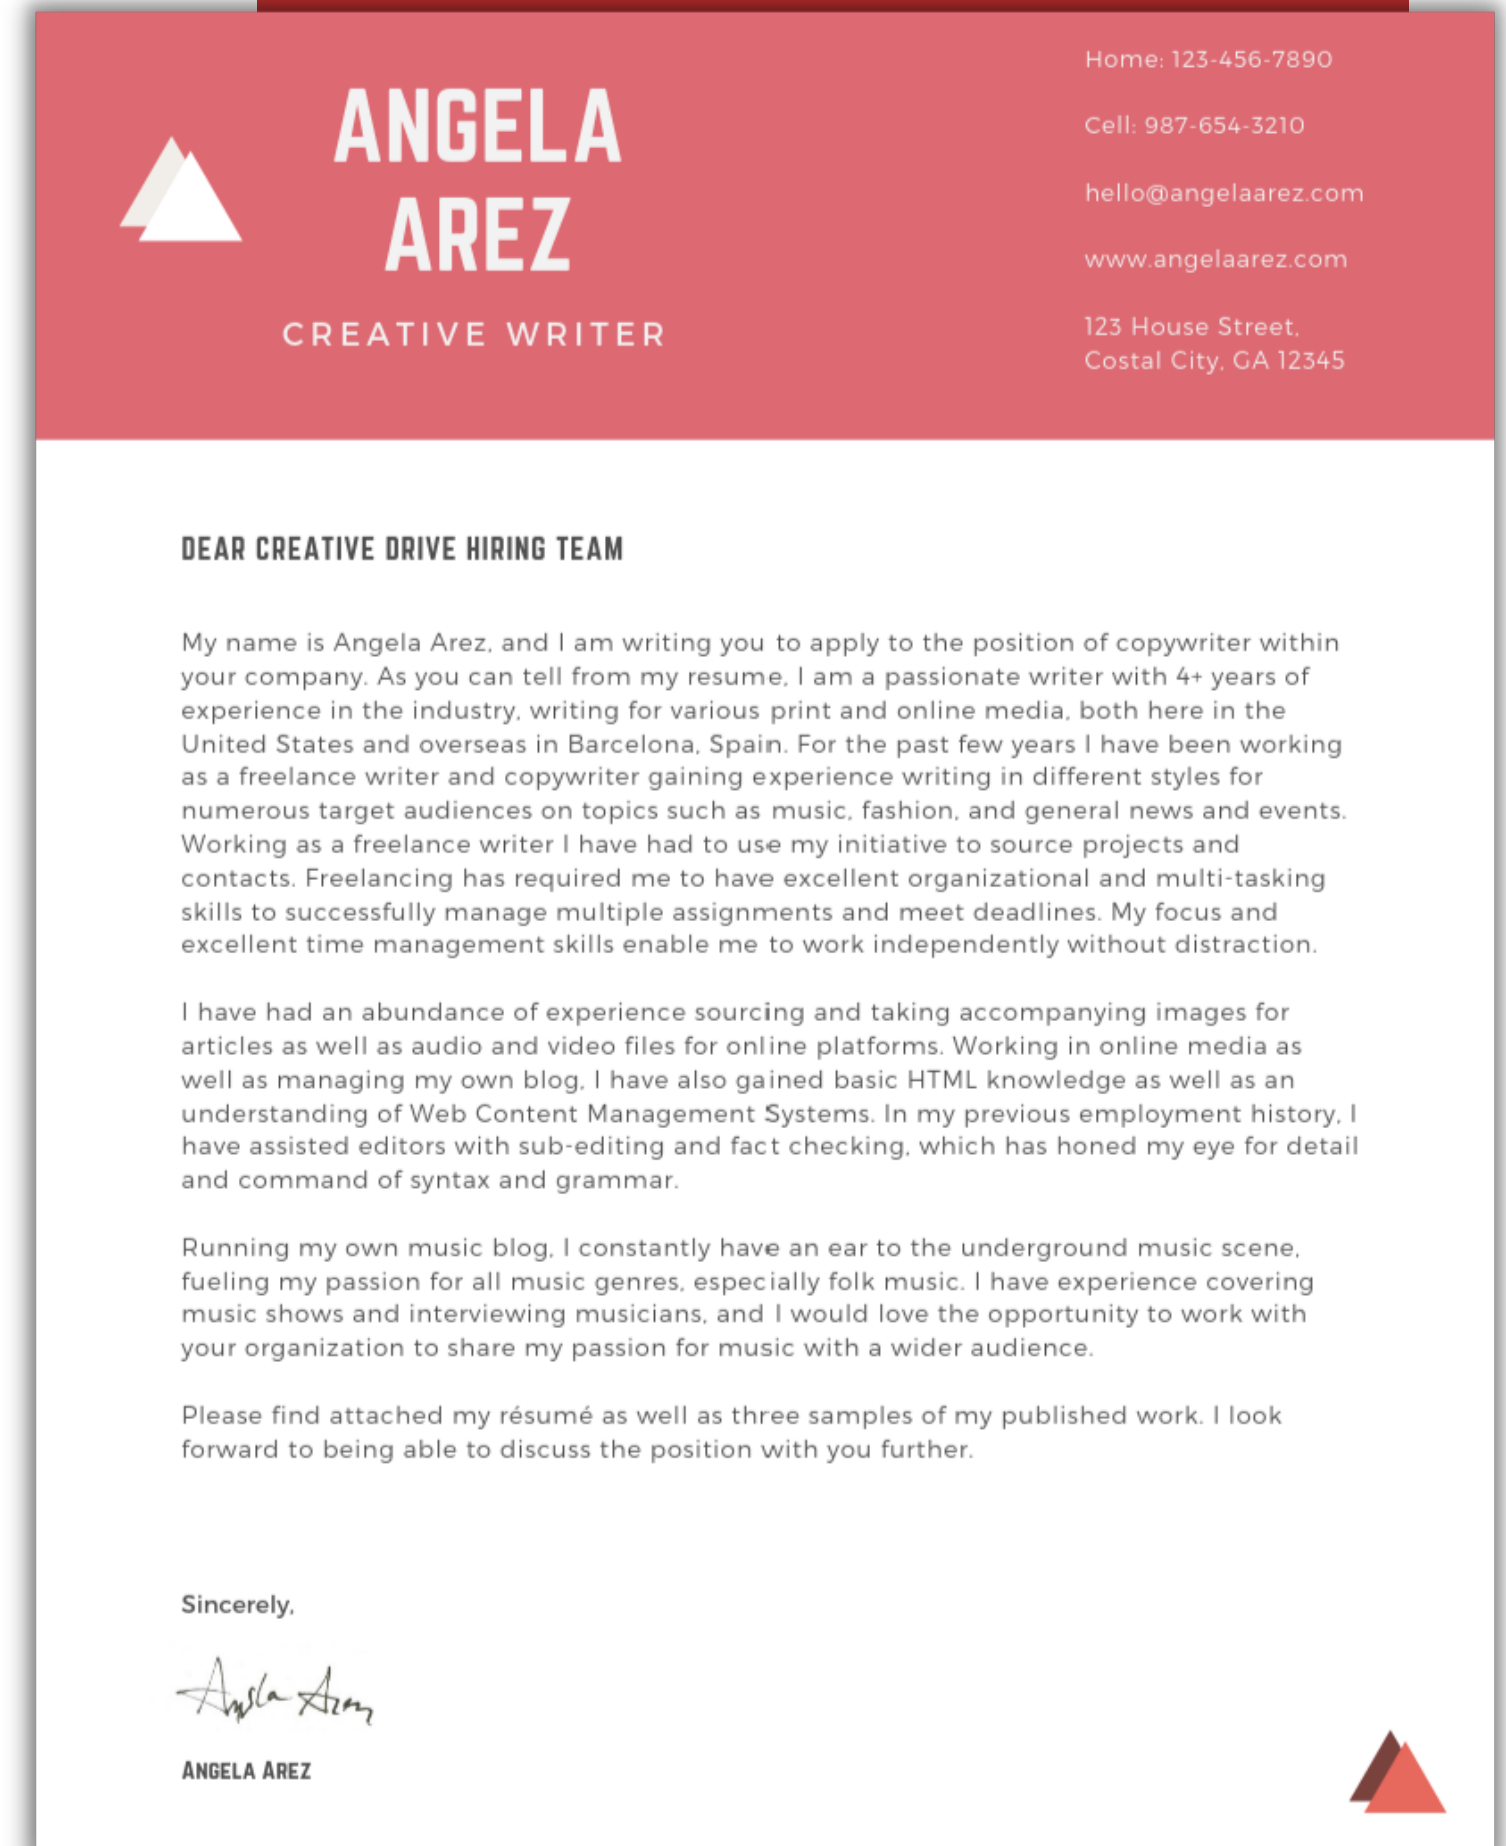 ANGELA
AREZ
CREATIVE WRITER
Home: 123-456-7890
Cell: 987-654-3210
hello@angelaarez.com
www.angelaarez.com
123 House Street,
Costal City, GA 12345
DEAR CREATIVE DRIVE HIRING TEAM
My name is Angela Arez, and I am writing you to apply to the position of copywriter within
your company. As you can tell from my resume, I am a passionate writer with 4+ years of
experience in the industry, writing for various print and online media, both here in the
United States and overseas in Barcelona, Spain. For the past few years I have been working
as a freelance writer and copywriter gaining experience writing in different styles for
numerous target audiences on topics such as music, fashion, and general news and events.
Working as a freelance writer I have had to use my initiative to source projects and
contacts. Freelancing has required me to have excellent organizational and multi-tasking
skills to successfully manage multiple assignments and meet deadlines. My focus and
excellent time management skills enable me to work independently without distraction.
I have had an abundance of experience sourcing and taking accompanying images for
articles as well as audio and video files for online platforms. Working in online media as
well as managing my own blog, I have also gained basic HTML knowledge as well as an
understanding of Web Content Management Systems. In my previous employment history, I
have assisted editors with sub-editing and fact checking, which has honed my eye for detail
and command of syntax and grammar.
Running my own music blog, I constantly have an ear to the underground music scene,
fueling my passion for all music genres, especially folk music. I have experience covering
music shows and interviewing musicians, and I would love the opportunity to work with
your organization to share my passion for music with a wider audience.
Please find attached my résumé as well as three samples of my published work. I look
forward to being able to discuss the position with you further.
Sincerely,
Angela Arez
ANGELA AREZ